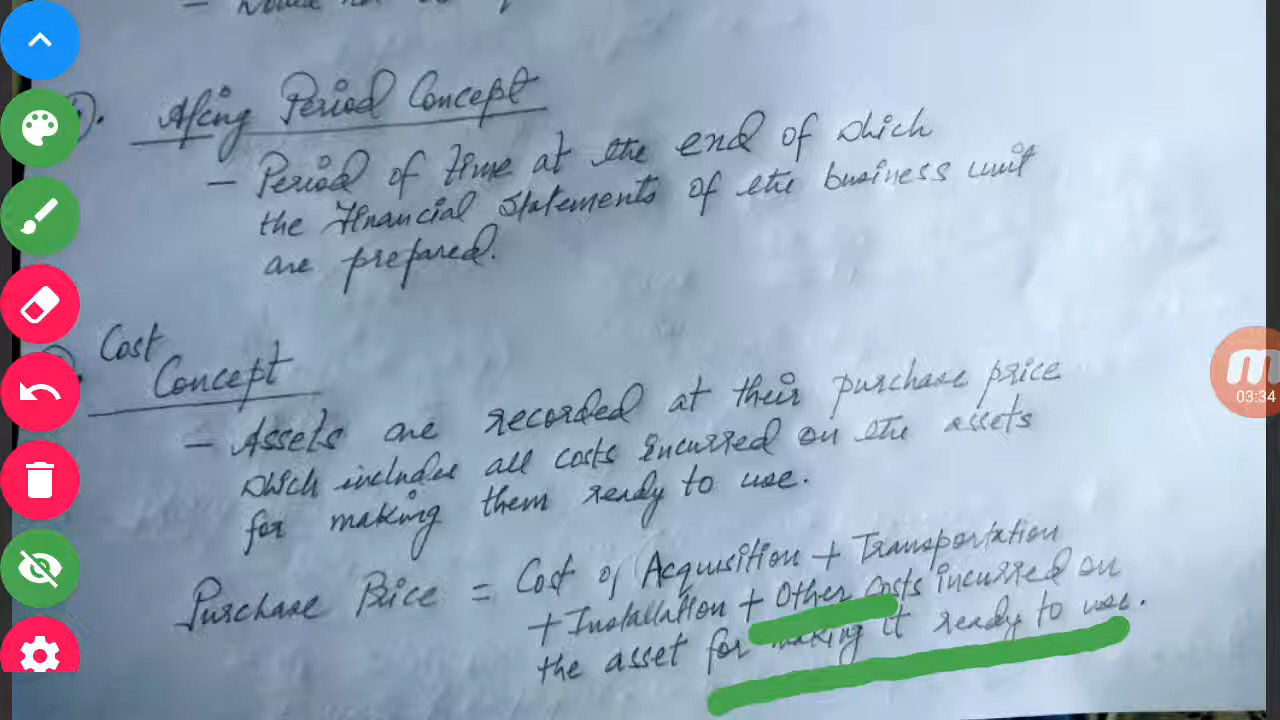 Accing Period Concept
— Period of time at the end of which
the Financial Statements of the business unit
are prepared.
Cost
Concept
— Assets are recorded at their purchase price
which includes all costs incurred on the assets
for making them ready to use.
Purchase Price = Cost of Acquisition + Transportation
+ Installation + Other Costs incurred on
the asset for making it ready to use.
03:34